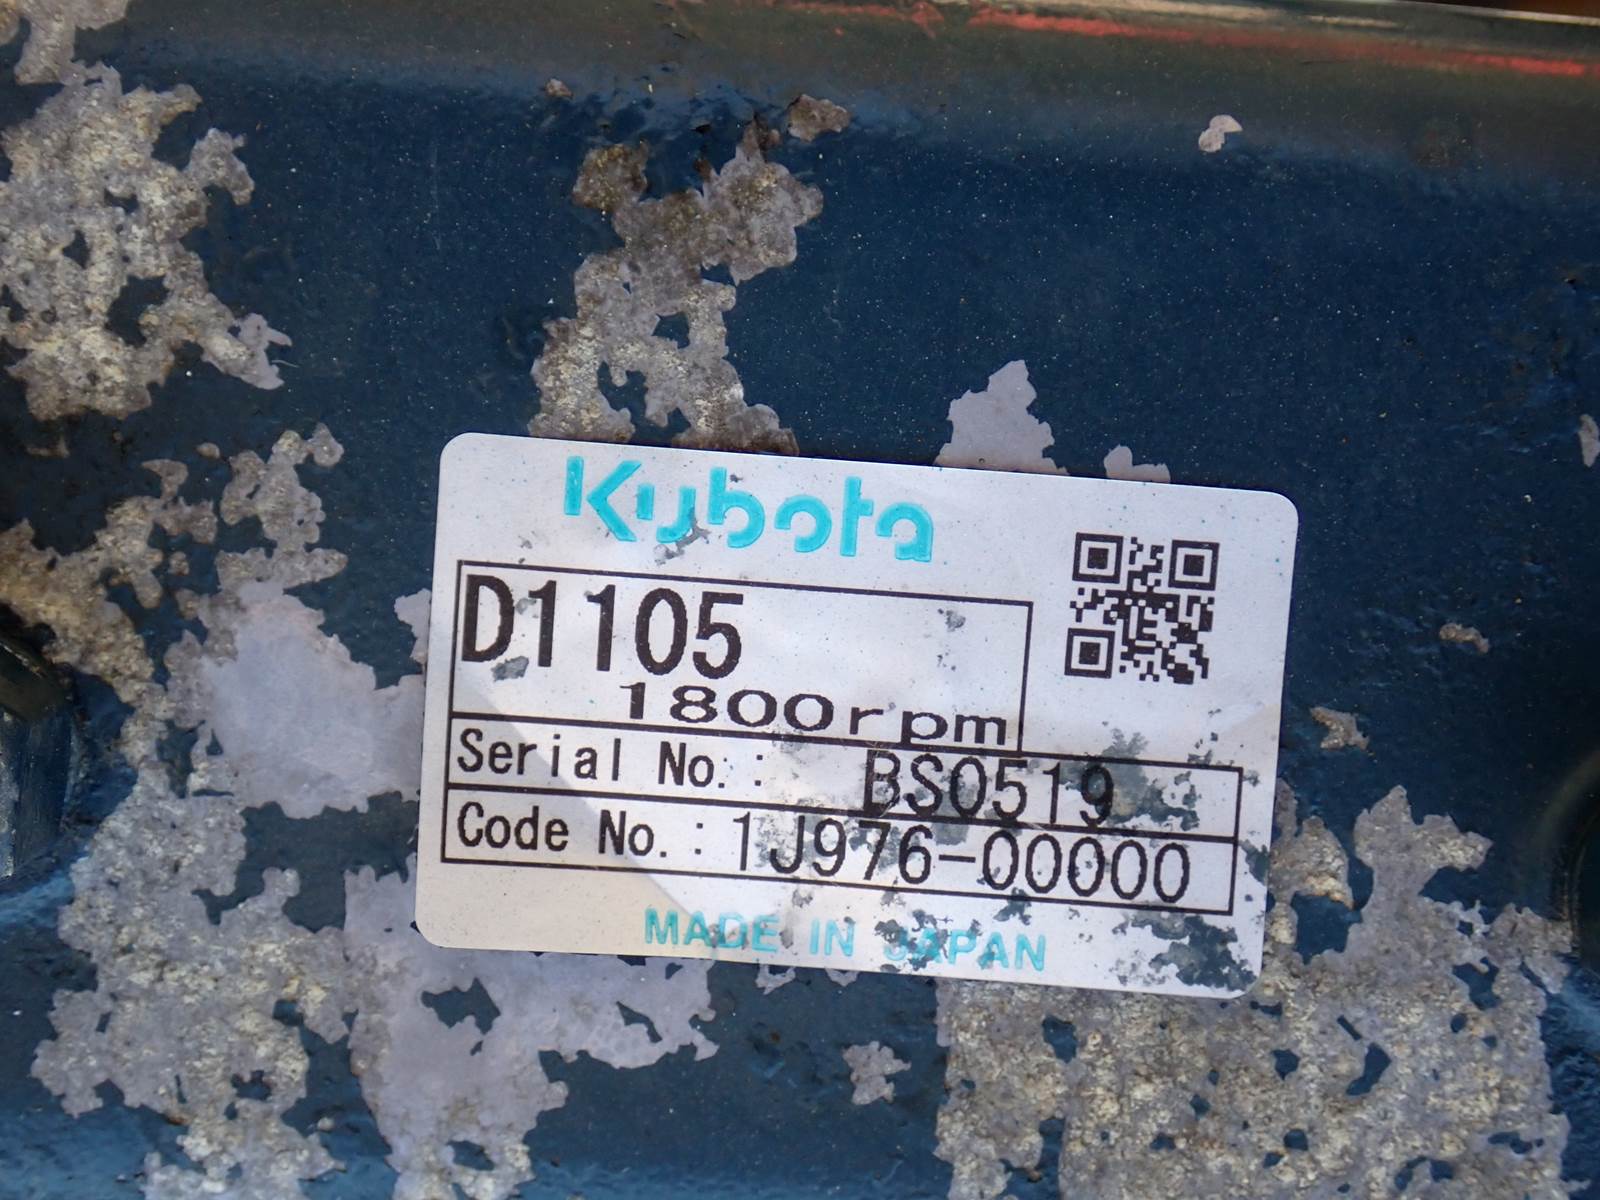 Kubota
D1105
1800rpm
Serial No.: BS0519
Code No.: 1J976-00000
MADE IN JAPAN